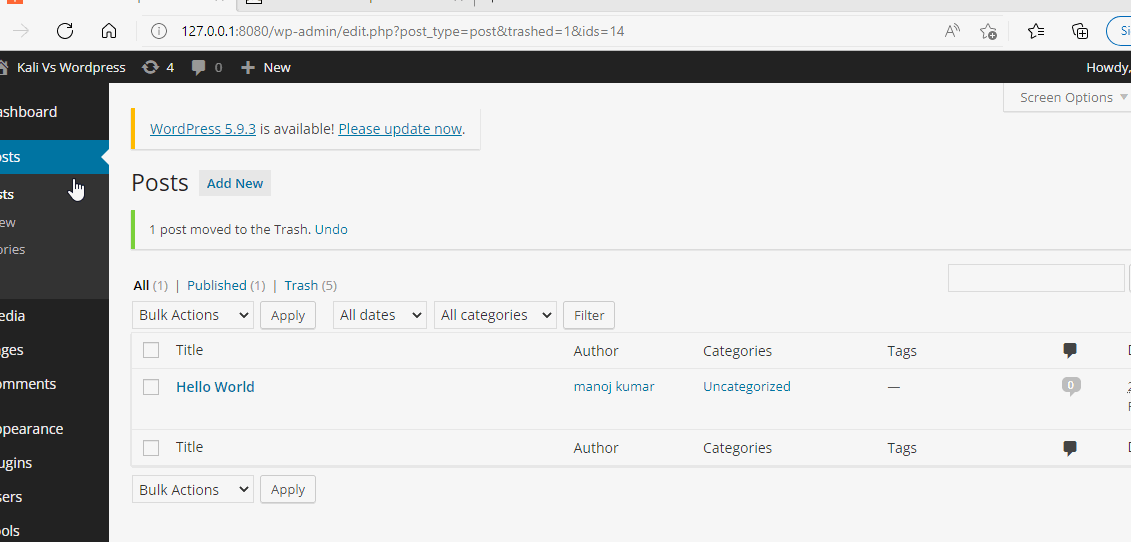 127.0.0.1:8080/wp-admin/edit.php?post_type=post&trashed=1&ids=14
Kali Vs Wordpress 4 0 + New Howdy,
ashboard
Screen Options
WordPress 5.9.3 is available! Please update now.
osts
Posts Add New
sts
ew
1 post moved to the Trash. Undo
ories
All (1) | Published (1) | Trash (5)
edia
Bulk Actions Apply All dates All categories Filter
ges
Title Author Categories Tags
omments
Hello World manoj kumar Uncategorized — 0
ppearance
Title Author Categories Tags
ugins
Bulk Actions Apply
sers
ools